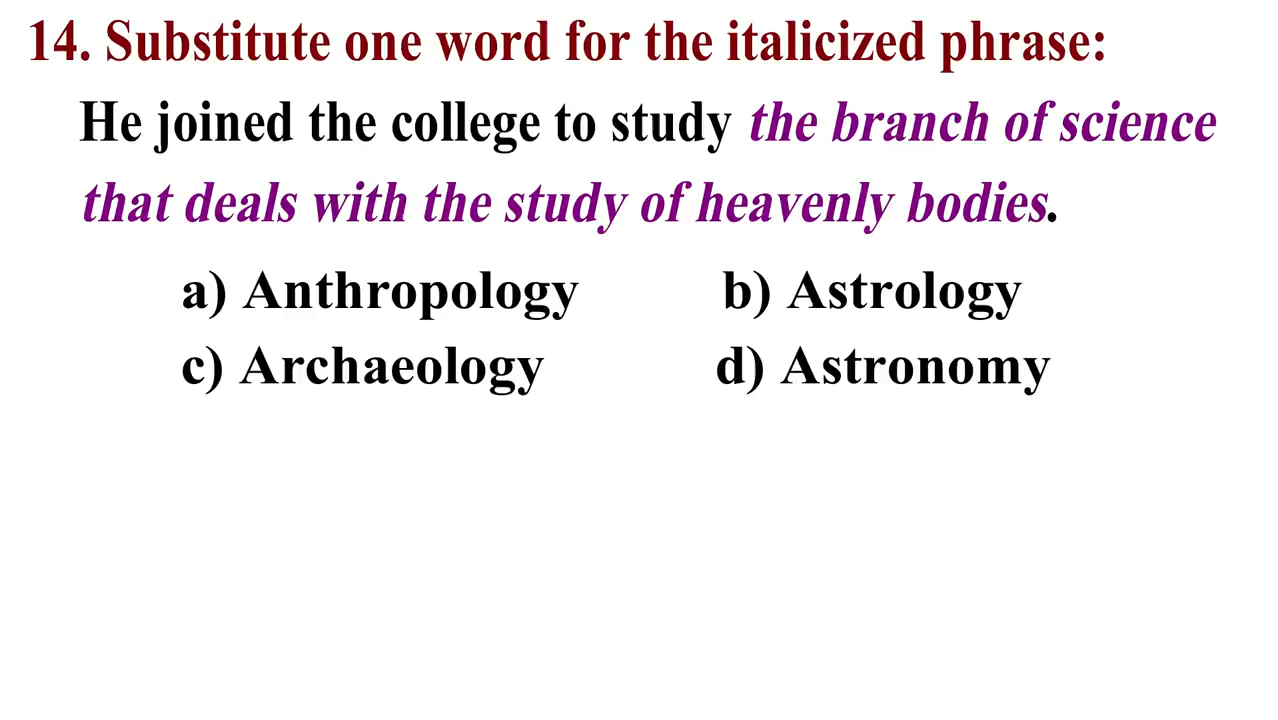 14. Substitute one word for the italicized phrase:
He joined the college to study the branch of science
that deals with the study of heavenly bodies.
a) Anthropology b) Astrology
c) Archaeology d) Astronomy